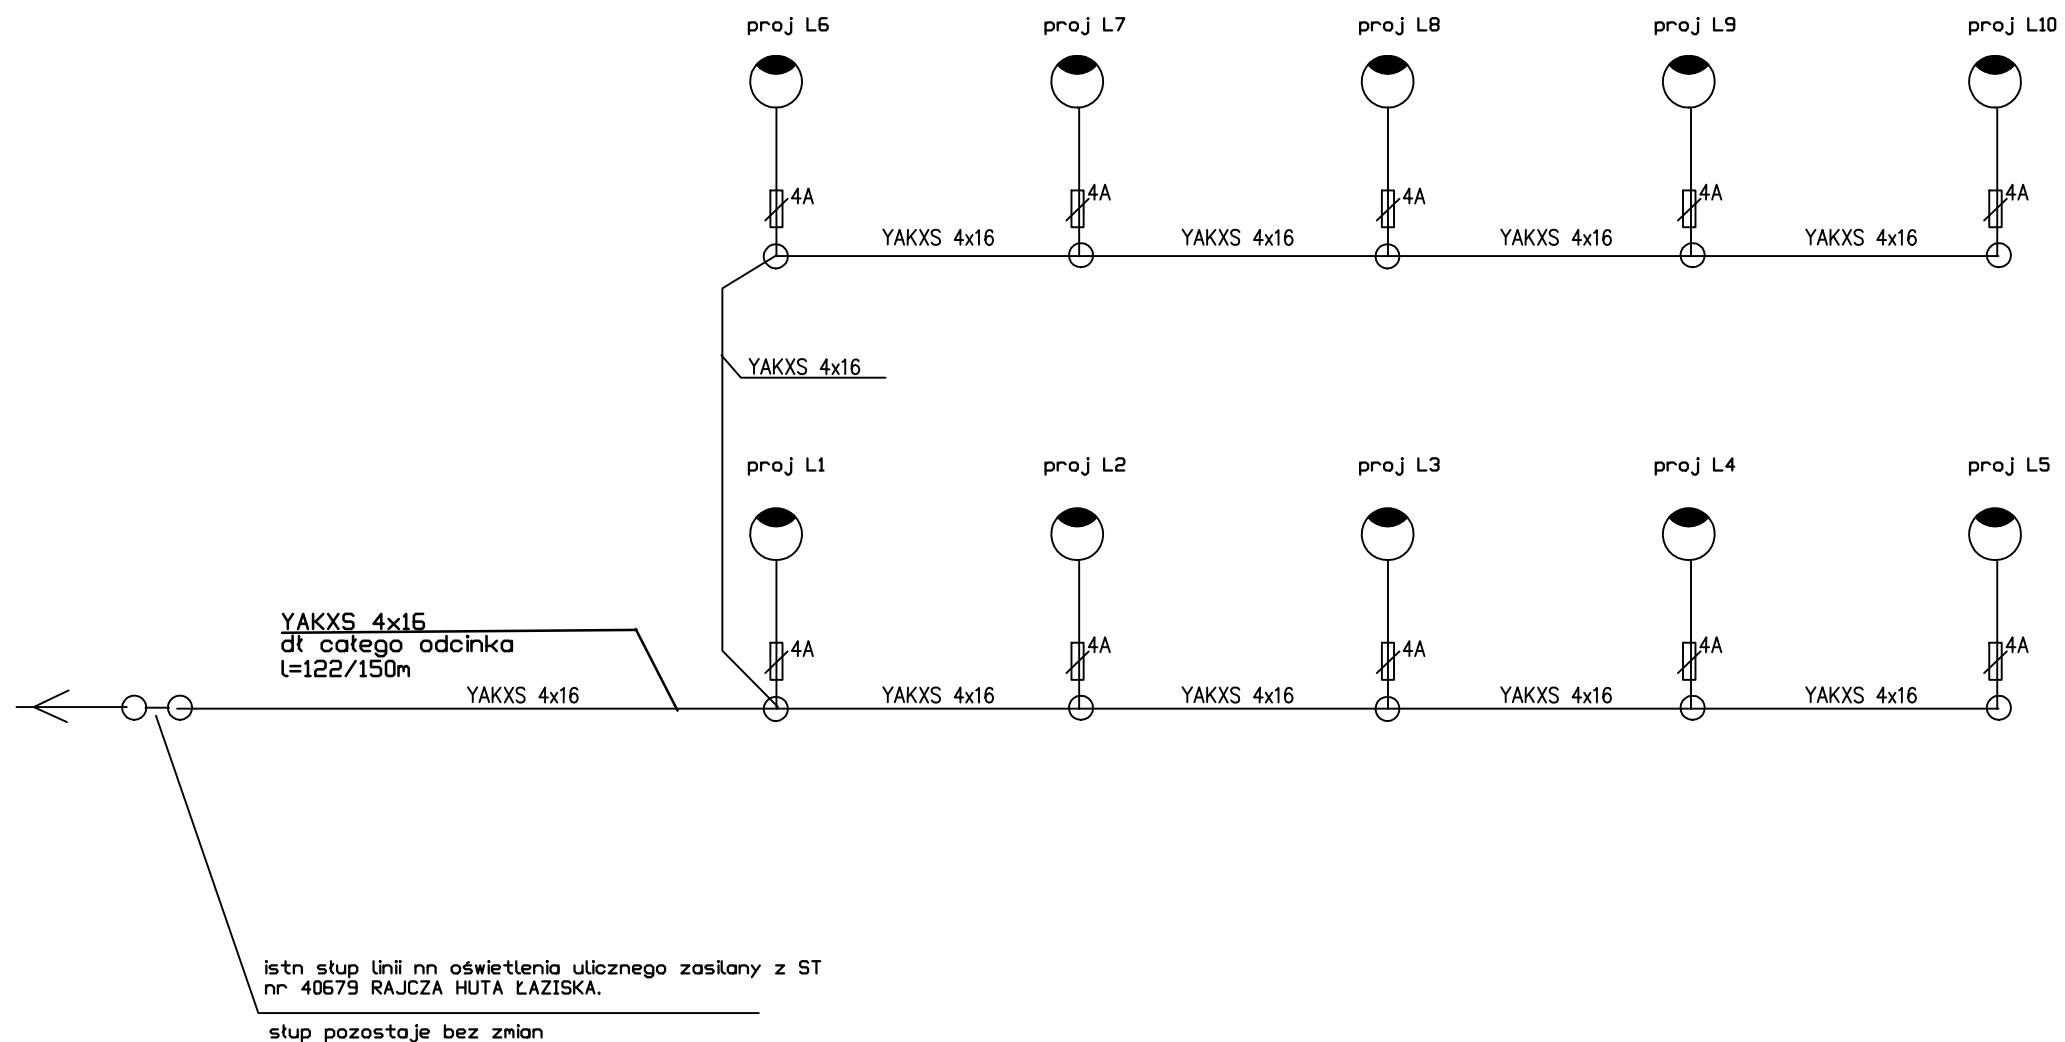 proj L6 proj L7 proj L8 proj L9 proj L10
4A 4A 4A 4A 4A
YAKXS 4x16 YAKXS 4x16 YAKXS 4x16 YAKXS 4x16
YAKXS 4x16
proj L1 proj L2 proj L3 proj L4 proj L5
4A 4A 4A 4A 4A
YAKXS 4x16
dł całego odcinka
l=122/150m
YAKXS 4x16 YAKXS 4x16 YAKXS 4x16 YAKXS 4x16 YAKXS 4x16
istn słup linii nn oświetlenia ulicznego zasilany z ST
nr 40679 RAJCZA HUTA ŁAZISKA.
słup pozostaje bez zmian